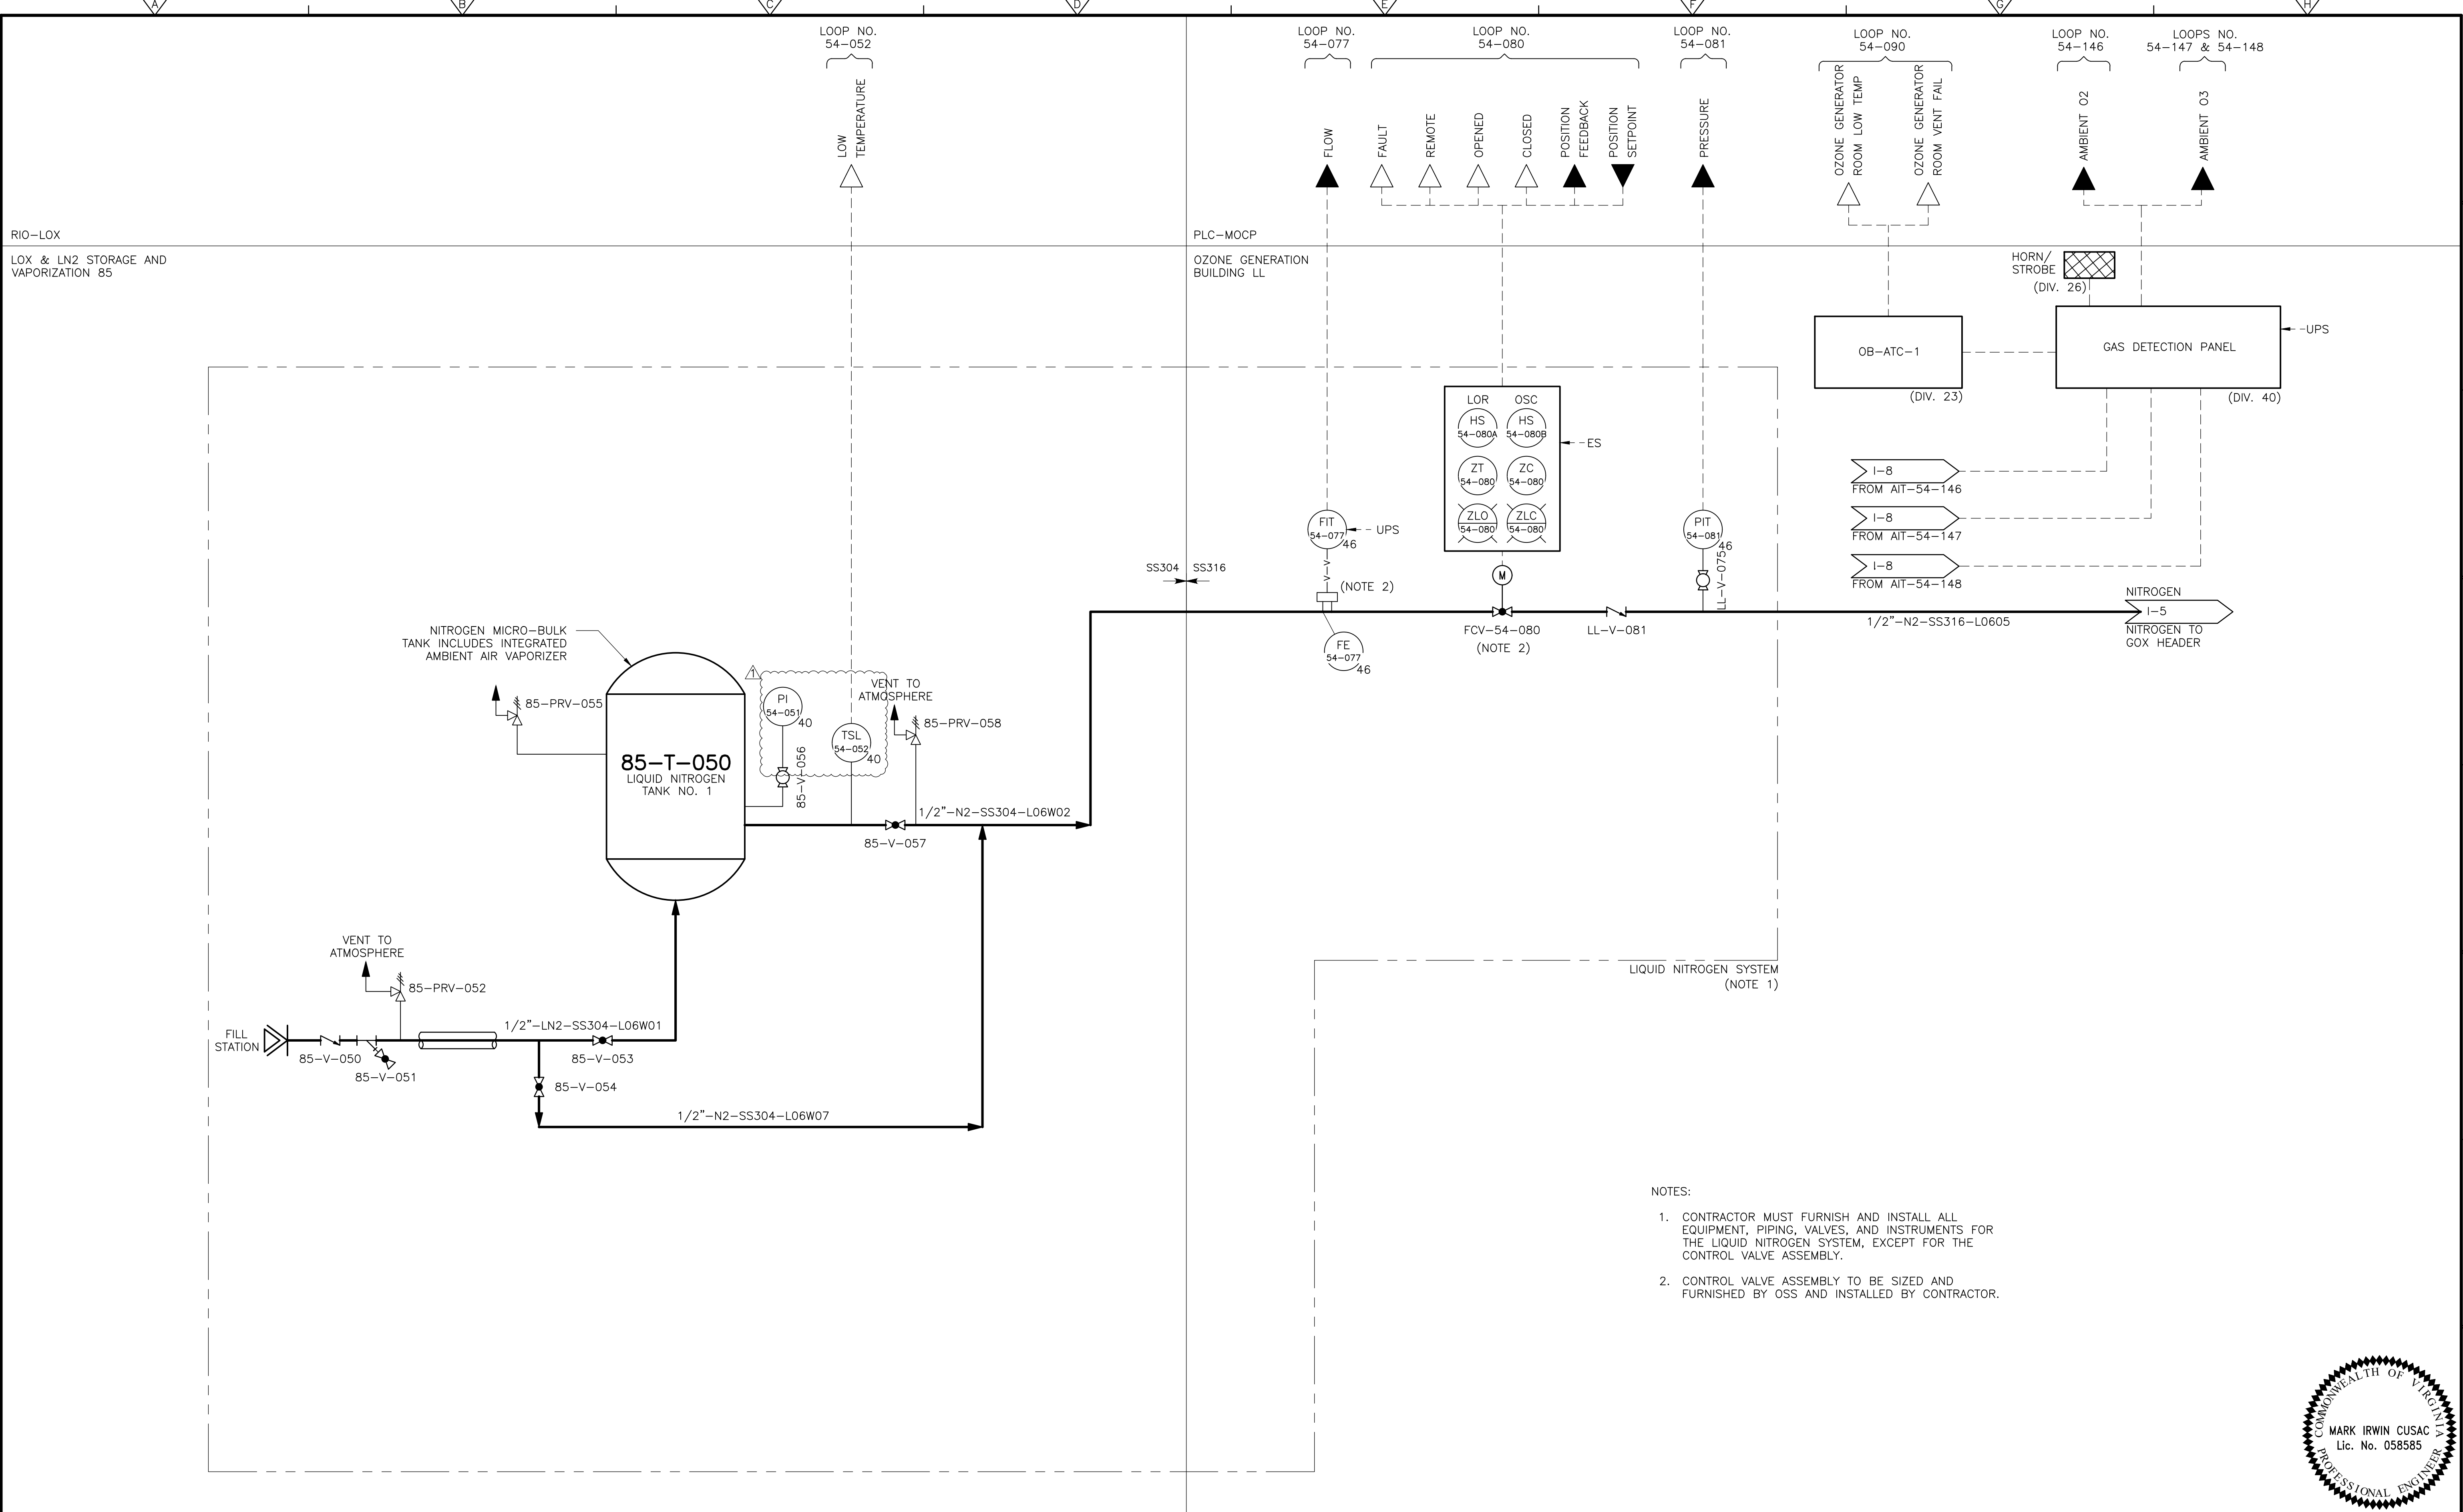 A
B
C
D
E
F
G
H
LOOP NO.
54-052
LOW
TEMPERATURE
LOOP NO.
54-077
FLOW
LOOP NO.
54-080
FAULT
REMOTE
OPENED
CLOSED
POSITION
FEEDBACK
POSITION
SETPOINT
LOOP NO.
54-081
PRESSURE
LOOP NO.
54-090
OZONE GENERATOR
ROOM LOW TEMP
OZONE GENERATOR
ROOM VENT FAIL
LOOP NO.
54-146
AMBIENT O2
LOOPS NO.
54-147 & 54-148
AMBIENT O3
RIO-LOX
PLC-MOCP
LOX & LN2 STORAGE AND
VAPORIZATION 85
OZONE GENERATION
BUILDING LL
HORN/
STROBE
(DIV. 26)
OB-ATC-1
(DIV. 23)
GAS DETECTION PANEL
UPS
(DIV. 40)
LOR
OSC
HS
54-080A
HS
54-080B
ES
ZT
54-080
ZC
54-080
ZLO
54-080
ZLC
54-080
I-8
FROM AIT-54-146
I-8
FROM AIT-54-147
I-8
FROM AIT-54-148
FIT
54-077
46
UPS
V
V
(NOTE 2)
FE
54-077
46
M
FCV-54-080
(NOTE 2)
LL-V-081
PIT
54-081
46
LL-V-075
SS304
SS316
1/2"-N2-SS316-L0605
NITROGEN
I-5
NITROGEN TO
GOX HEADER
NITROGEN MICRO-BULK
TANK INCLUDES INTEGRATED
AMBIENT AIR VAPORIZER
85-PRV-055
85-T-050
LIQUID NITROGEN
TANK NO. 1
1
PI
54-051
40
85-V-056
TSL
54-052
40
VENT TO
ATMOSPHERE
85-PRV-058
1/2"-N2-SS304-L06W02
85-V-057
VENT TO
ATMOSPHERE
85-PRV-052
LIQUID NITROGEN SYSTEM
(NOTE 1)
FILL
STATION
85-V-050
85-V-051
1/2"-LN2-SS304-L06W01
85-V-053
85-V-054
1/2"-N2-SS304-L06W07
NOTES:
1. CONTRACTOR MUST FURNISH AND INSTALL ALL
EQUIPMENT, PIPING, VALVES, AND INSTRUMENTS FOR
THE LIQUID NITROGEN SYSTEM, EXCEPT FOR THE
CONTROL VALVE ASSEMBLY.
2. CONTROL VALVE ASSEMBLY TO BE SIZED AND
FURNISHED BY OSS AND INSTALLED BY CONTRACTOR.
COMMONWEALTH OF VIRGINIA
MARK IRWIN CUSAC
Lic. No. 058585
PROFESSIONAL ENGINEER